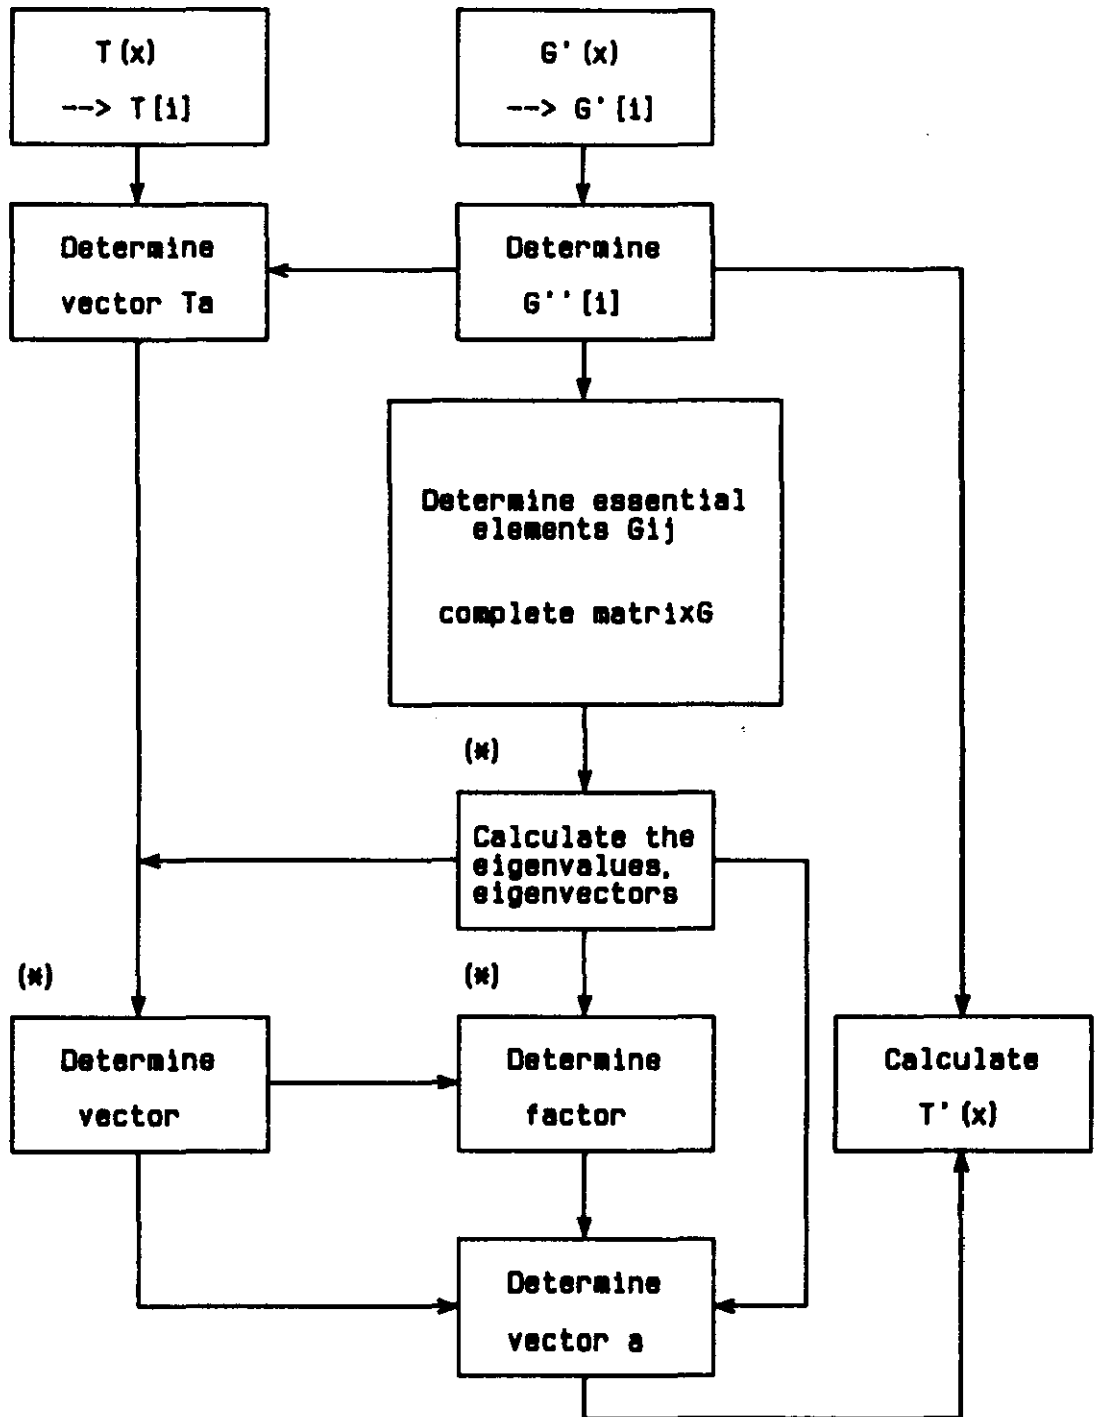 T(x)
--> T[i]
G'(x)
--> G'[i]
Determine
vector Ta
Determine
G''[i]
Determine essential
elements Gij
complete matrixG
(*)
Calculate the
eigenvalues,
eigenvectors
(*)
(*)
Determine
vector
Determine
factor
Calculate
T'(x)
Determine
vector a